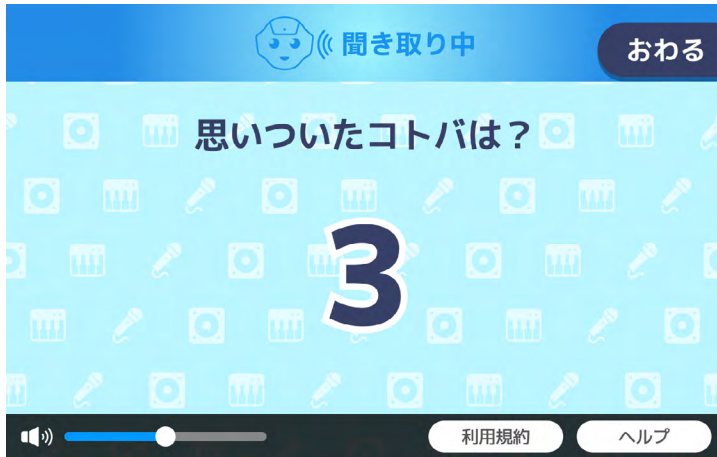 聞き取り中
おわる
思いついたコトバは？
3
利用規約
ヘルプ